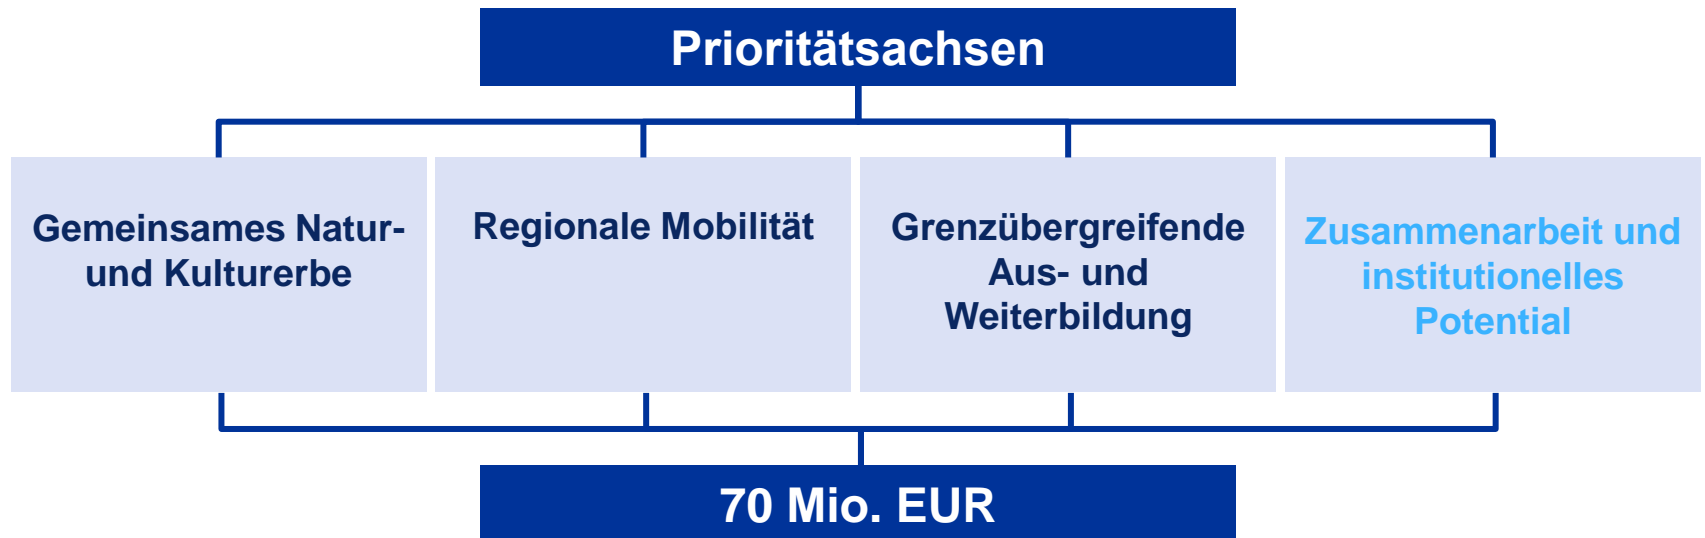 Prioritätsachsen
Gemeinsames Natur-
und Kulturerbe
Regionale Mobilität
Grenzübergreifende
Aus- und
Weiterbildung
Zusammenarbeit und
institutionelles
Potential
70 Mio. EUR